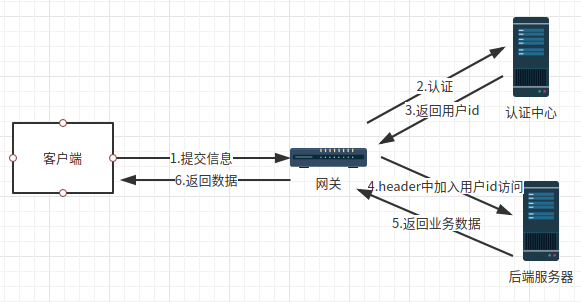 2.认证
3.返回用户id
认证中心
客户端
1.提交信息
6.返回数据
网关
4.header中加入用户id访问
5.返回业务数据
后端服务器